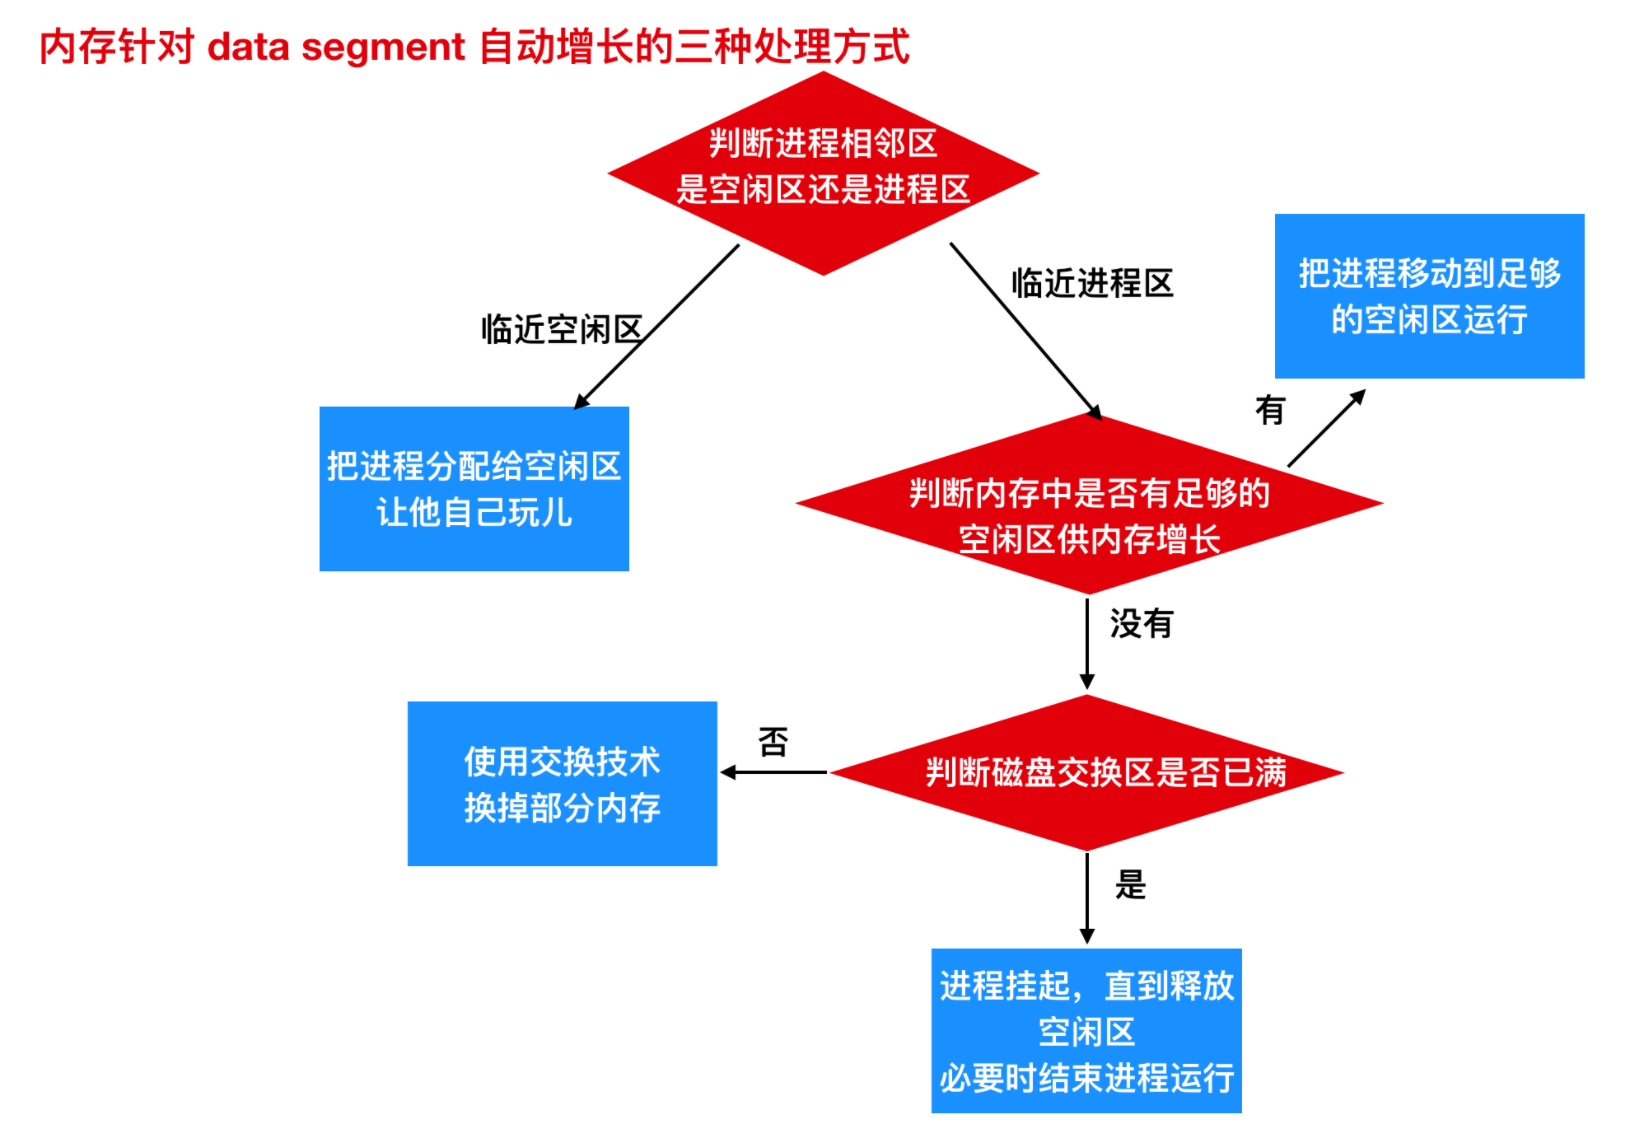 内存针对 data segment 自动增长的三种处理方式
判断进程相邻区
是空闲区还是进程区
临近空闲区
临近进程区
把进程移动到足够
的空闲区运行
有
把进程分配给空闲区
让他自己玩儿
判断内存中是否有足够的
空闲区供内存增长
没有
使用交换技术
换掉部分内存
否
判断磁盘交换区是否已满
是
进程挂起，直到释放
空闲区
必要时结束进程运行